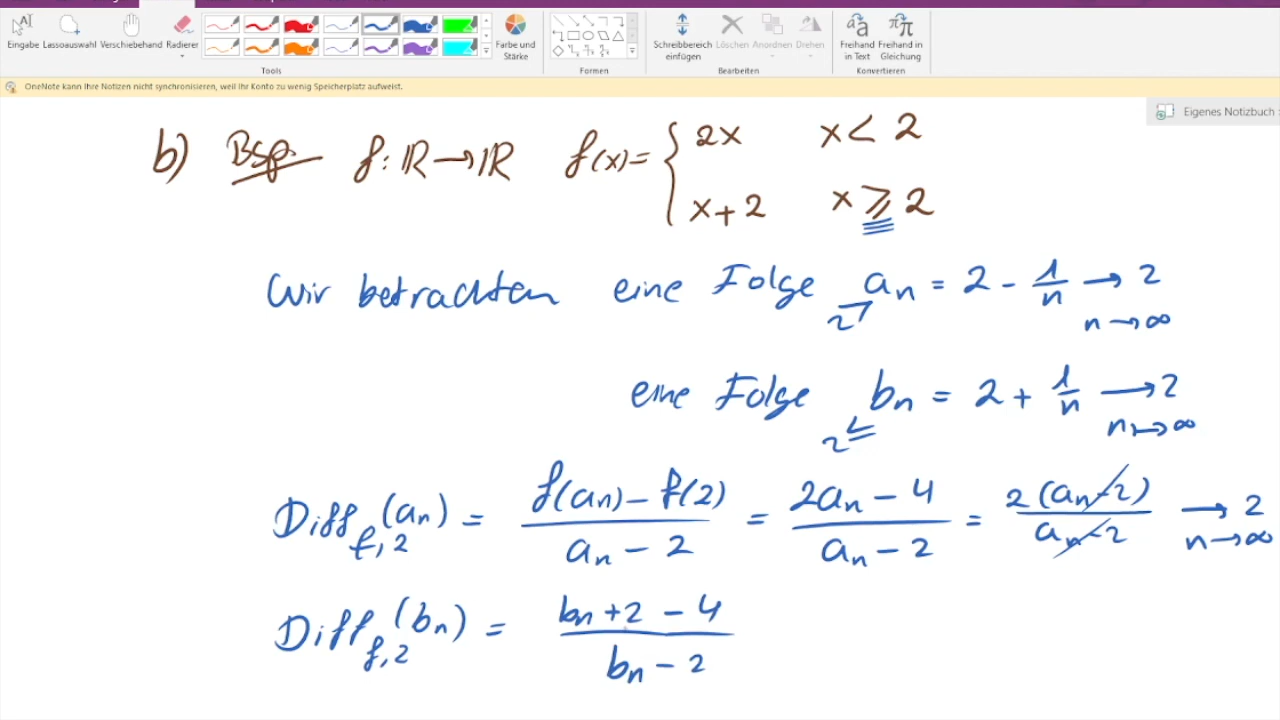 Eingabe Lassoauswahl Verschiebehand Radierer Farbe und Stärke Schreibbereich einfügen Löschen Anordnen Drehen Freihand in Text Freihand in Gleichung
Tools Formen Bearbeiten Konvertieren
OneNote kann Ihre Notizen nicht synchronisieren, weil Ihr Konto zu wenig Speicherplatz aufweist.
Eigenes Notizbuch
b) Bsp f: ℝ → ℝ f(x) = { 2x x < 2
x + 2 x ≥ 2
Wir betrachten eine Folge aₙ = 2 - 1/n → 2
2 > n → ∞
eine Folge bₙ = 2 + 1/n → 2
2 ≤ n → ∞
Diff_f,2 (aₙ) = (f(aₙ) - f(2))/(aₙ - 2) = (2aₙ - 4)/(aₙ - 2) = (2(aₙ - 2))/(aₙ - 2) → 2
n → ∞
Diff_f,2 (bₙ) = (bₙ + 2 - 4)/(bₙ - 2)